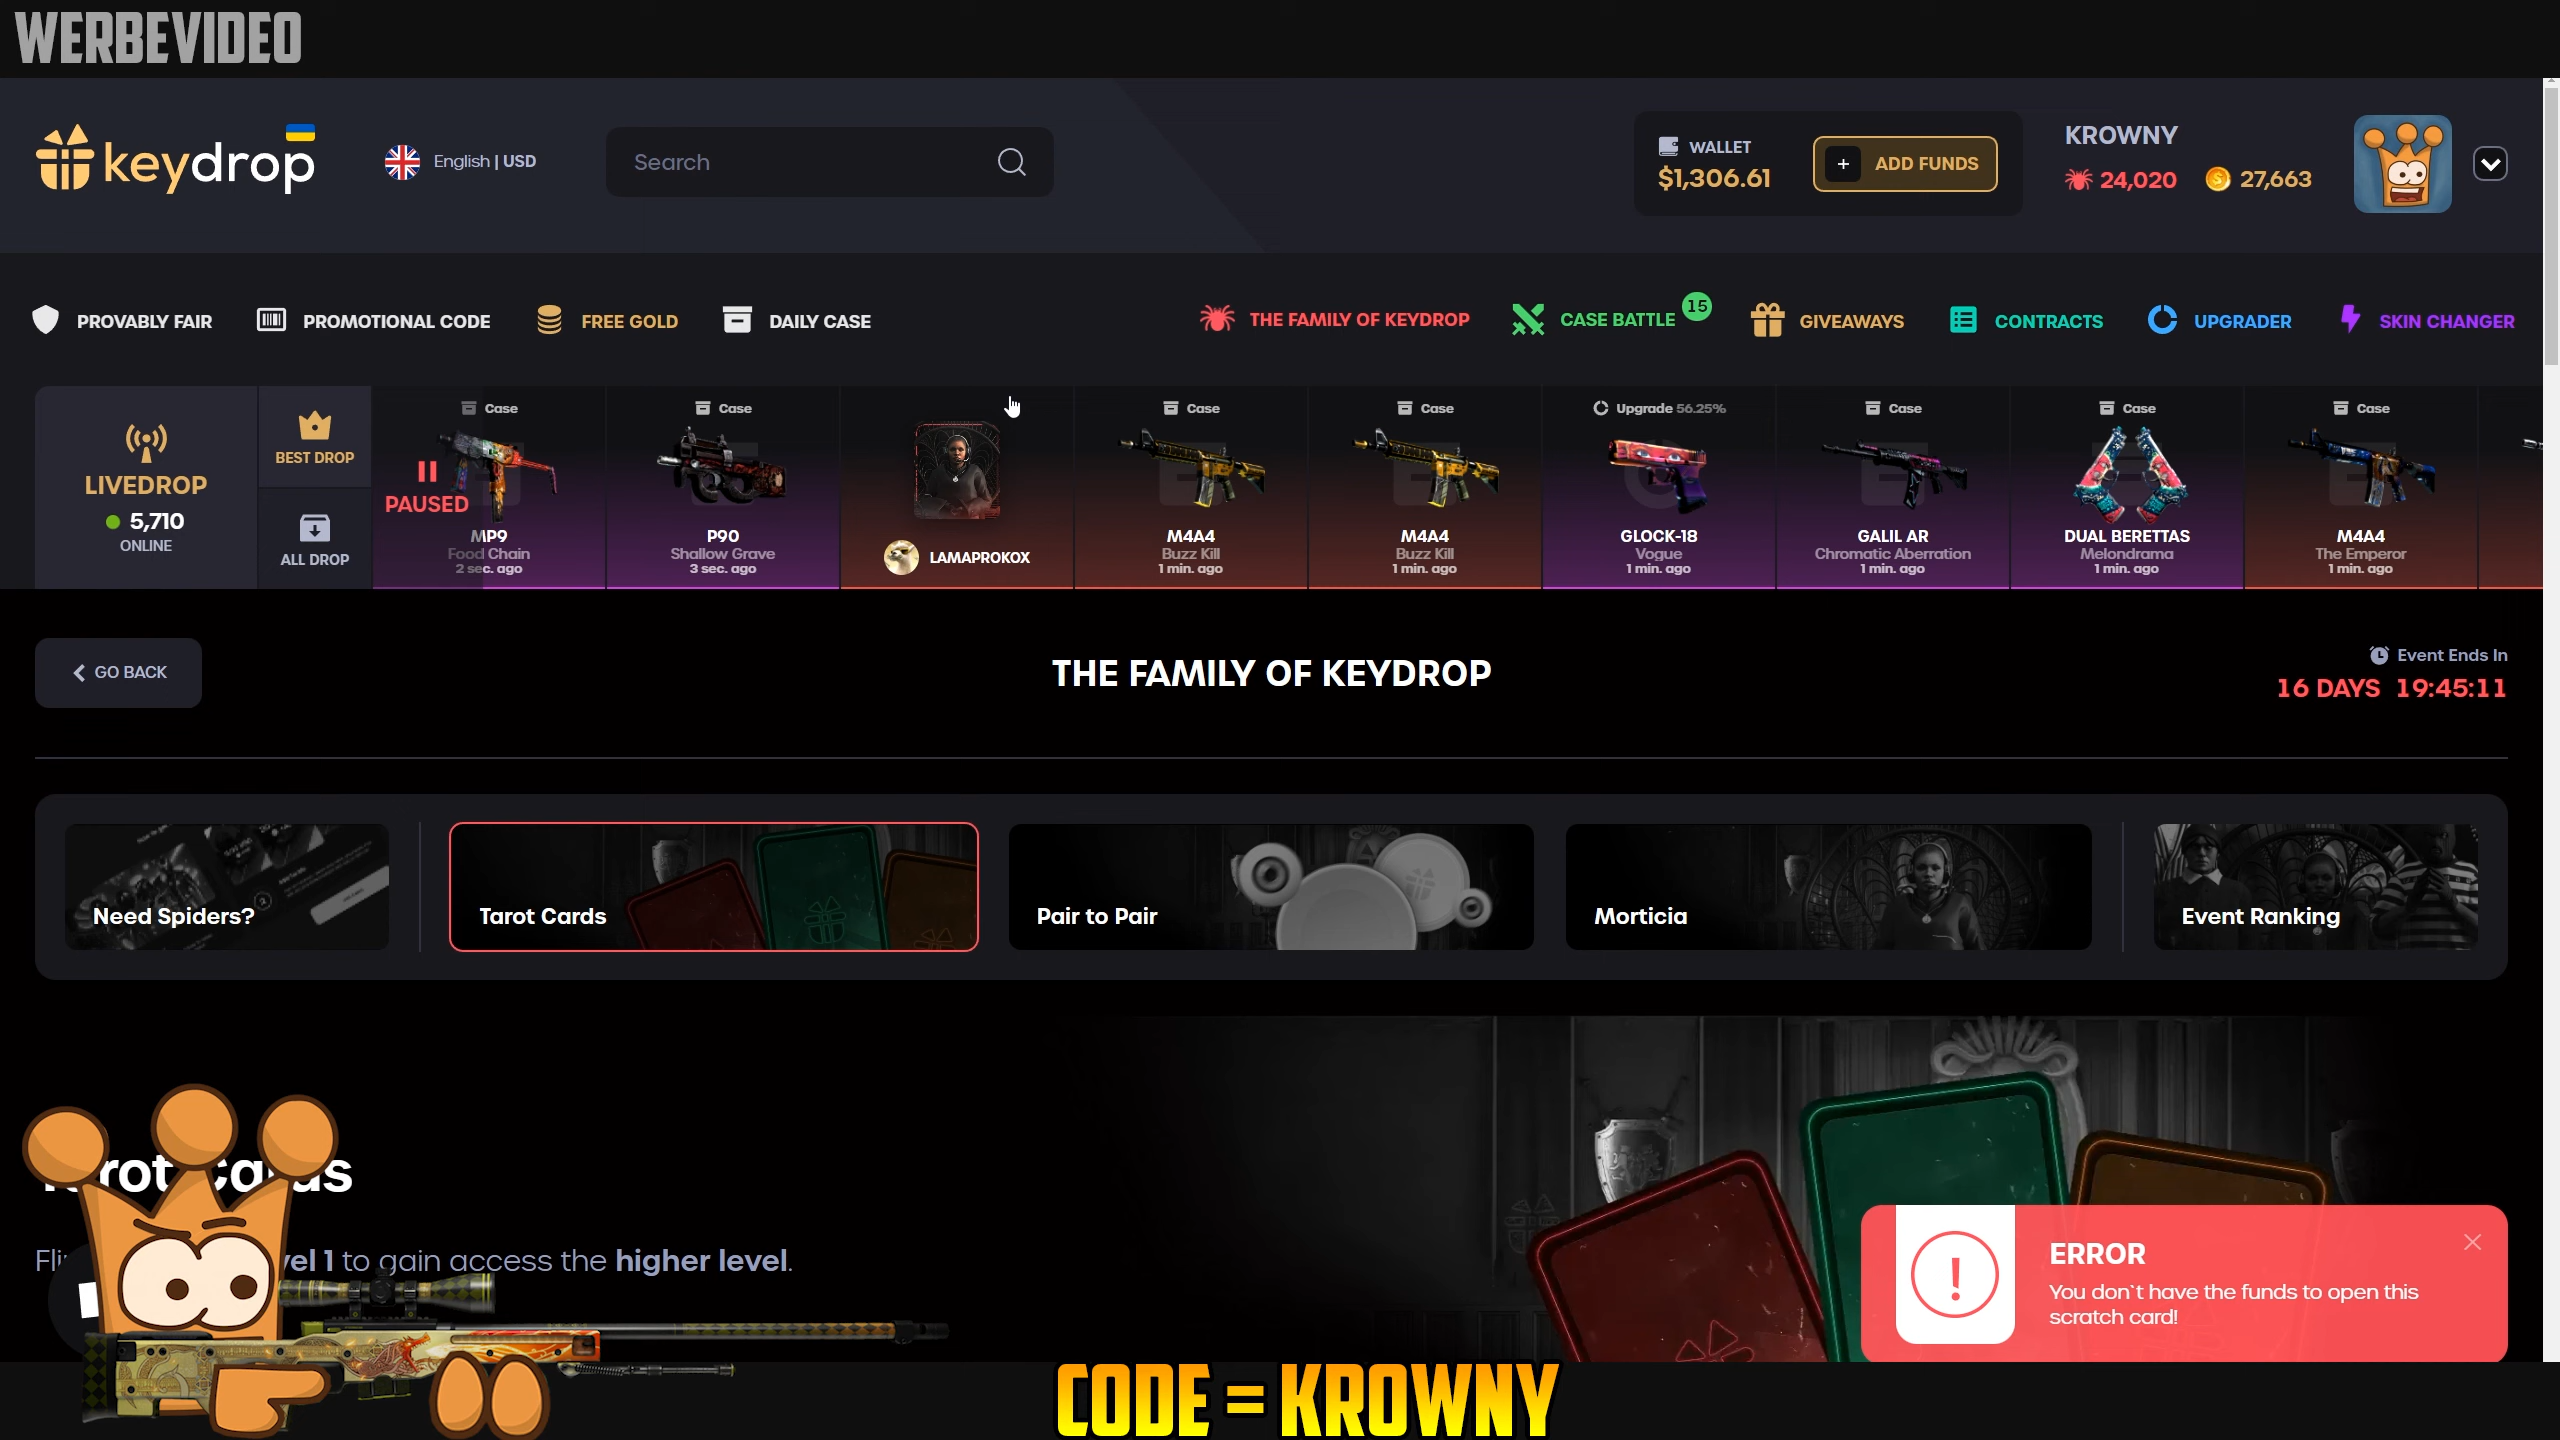 WERBEVIDEO
keydrop
English | USD
Search
WALLET
$1,306.61
+ ADD FUNDS
KROWNY
24,020
27,663
PROVABLY FAIR
PROMOTIONAL CODE
FREE GOLD
DAILY CASE
THE FAMILY OF KEYDROP
CASE BATTLE
15
GIVEAWAYS
CONTRACTS
UPGRADER
SKIN CHANGER
LIVEDROP
5,710
ONLINE
BEST DROP
ALL DROP
PAUSED
Case
MP9
Food Chain
2 sec. ago
Case
P90
Shallow Grave
3 sec. ago
LAMAPROKOX
Case
M4A4
Buzz Kill
1 min. ago
Case
M4A4
Buzz Kill
1 min. ago
Upgrade 56.25%
GLOCK-18
Vogue
1 min. ago
Case
GALIL AR
Chromatic Aberration
1 min. ago
Case
DUAL BERETTAS
Melondrama
1 min. ago
Case
M4A4
The Emperor
1 min. ago
GO BACK
THE FAMILY OF KEYDROP
Event Ends In
16 DAYS 19:45:11
Need Spiders?
Tarot Cards
Pair to Pair
Morticia
Event Ranking
1 to gain access the higher level.
ERROR
You don`t have the funds to open this
scratch card!
CODE = KROWNY